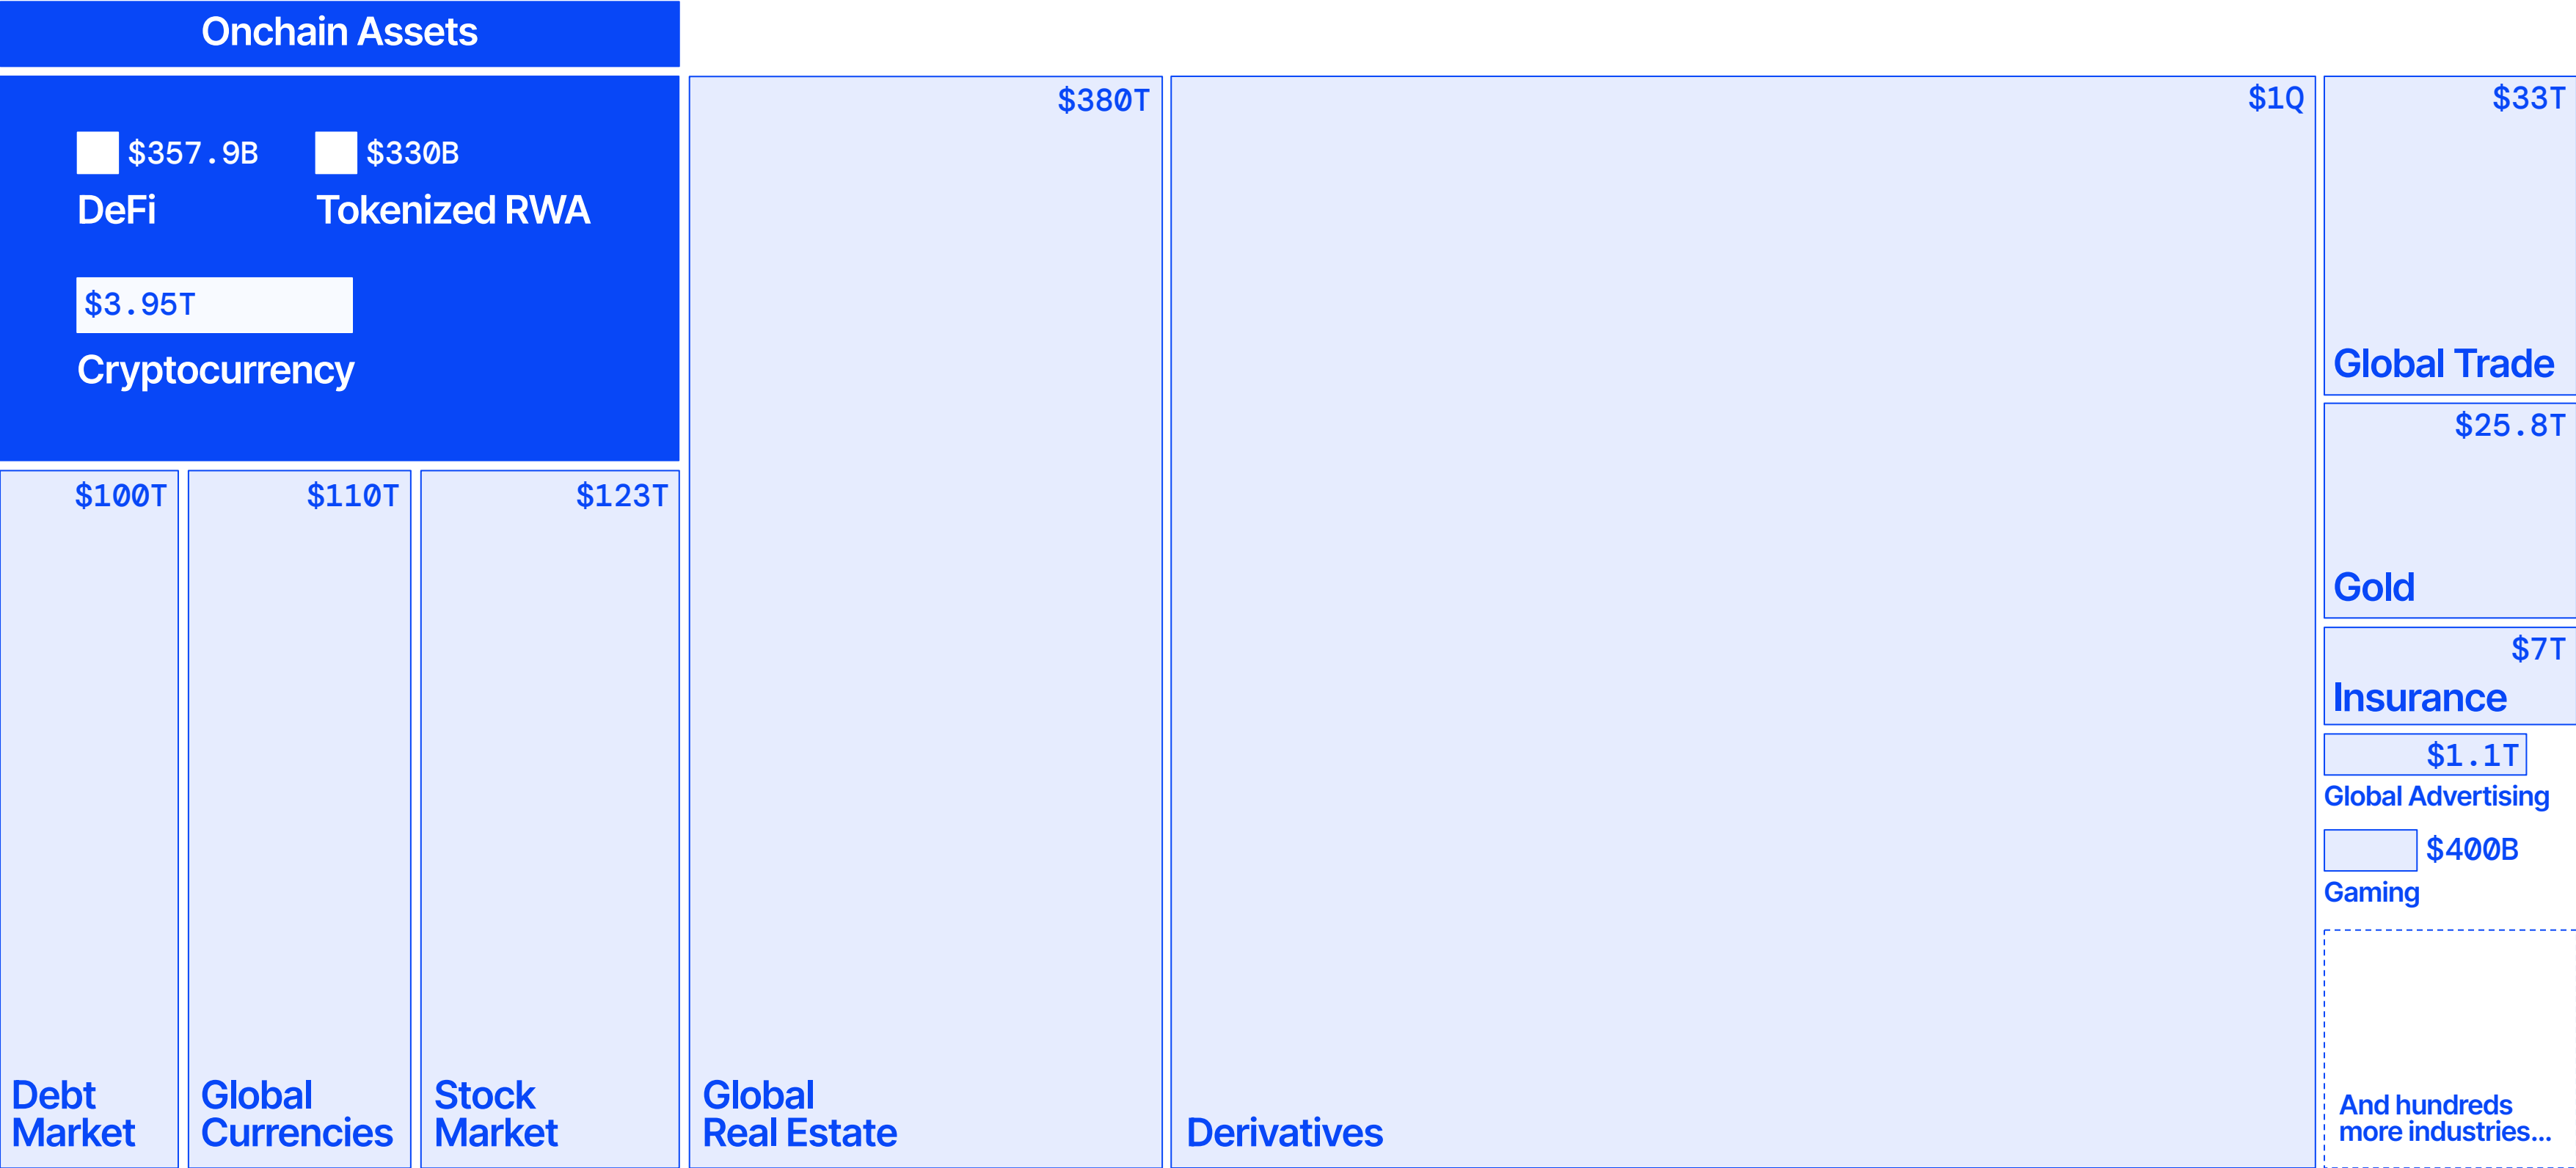 Onchain Assets
$357.9B
DeFi
$330B
Tokenized RWA
$3.95T
Cryptocurrency
$100T
Debt
Market
$110T
Global
Currencies
$123T
Stock
Market
$380T
Global
Real Estate
$1Q
Derivatives
$33T
Global Trade
$25.8T
Gold
$7T
Insurance
$1.1T
Global Advertising
$400B
Gaming
And hundreds
more industries...